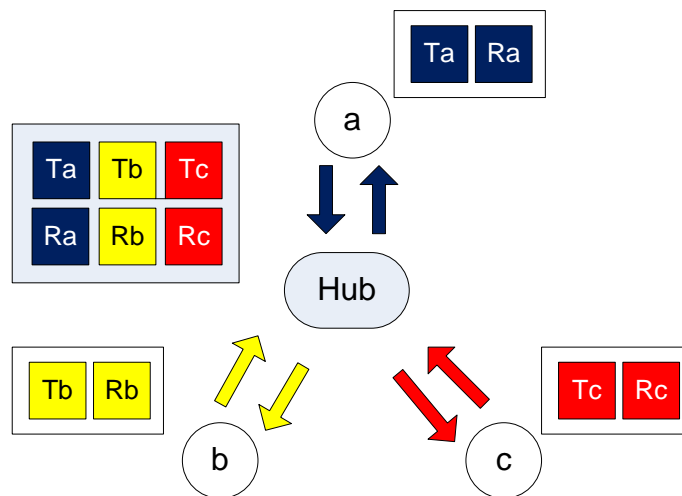 Ta Ra
a
Ta Tb Tc
Ra Rb Rc
Hub
Tb Rb
Tc Rc
b
c